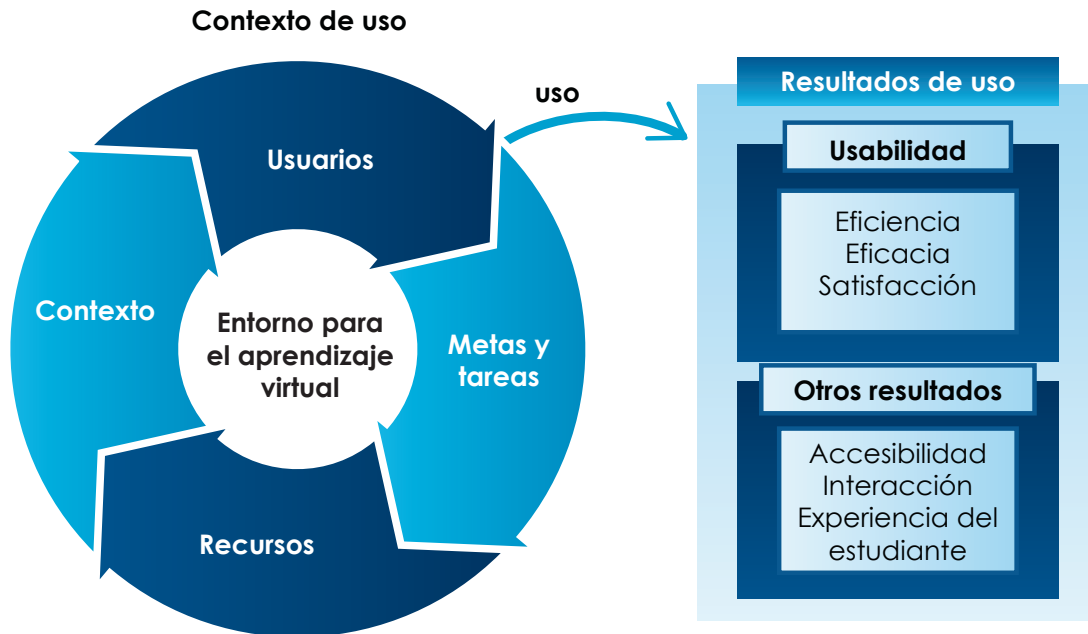 Contexto de uso
Usuarios
Contexto
Entorno para
el aprendizaje
virtual
Metas y
tareas
Recursos
uso
Resultados de uso
Usabilidad
Eficiencia
Eficacia
Satisfacción
Otros resultados
Accesibilidad
Interacción
Experiencia del
estudiante